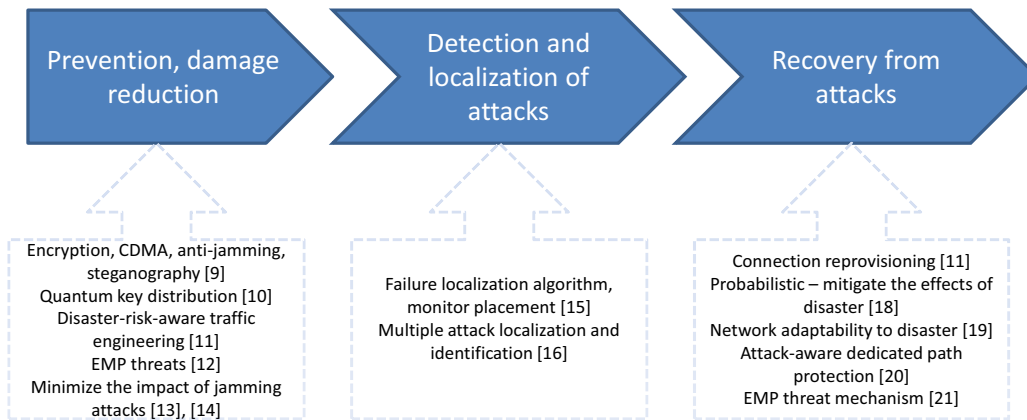 Prevention, damage
reduction
Detection and
localization of
attacks
Recovery from
attacks
Encryption, CDMA, anti-jamming,
steganography [9]
Quantum key distribution [10]
Disaster-risk-aware traffic
engineering [11]
EMP threats [12]
Minimize the impact of jamming
attacks [13], [14]
Failure localization algorithm,
monitor placement [15]
Multiple attack localization and
identification [16]
Connection reprovisioning [11]
Probabilistic – mitigate the effects of
disaster [18]
Network adaptability to disaster [19]
Attack-aware dedicated path
protection [20]
EMP threat mechanism [21]